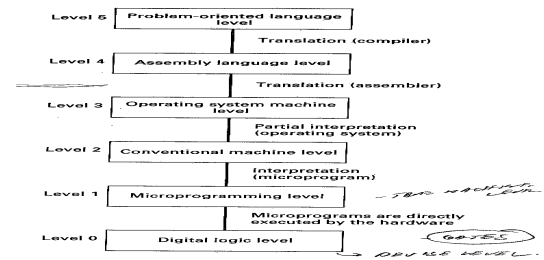 Level 5 Problem-oriented language
level
Translation (compiler)
Level 4 Assembly language level
Translation (assembler)
Level 3 Operating system machine
level
Partial interpretation
(operating system)
Level 2 Conventional machine level
Interpretation
(microprogram)
Level 1 Microprogramming level
Microprograms are directly
executed by the hardware
GATES
Level 0 Digital logic level
→ DEVICE LEVEL.